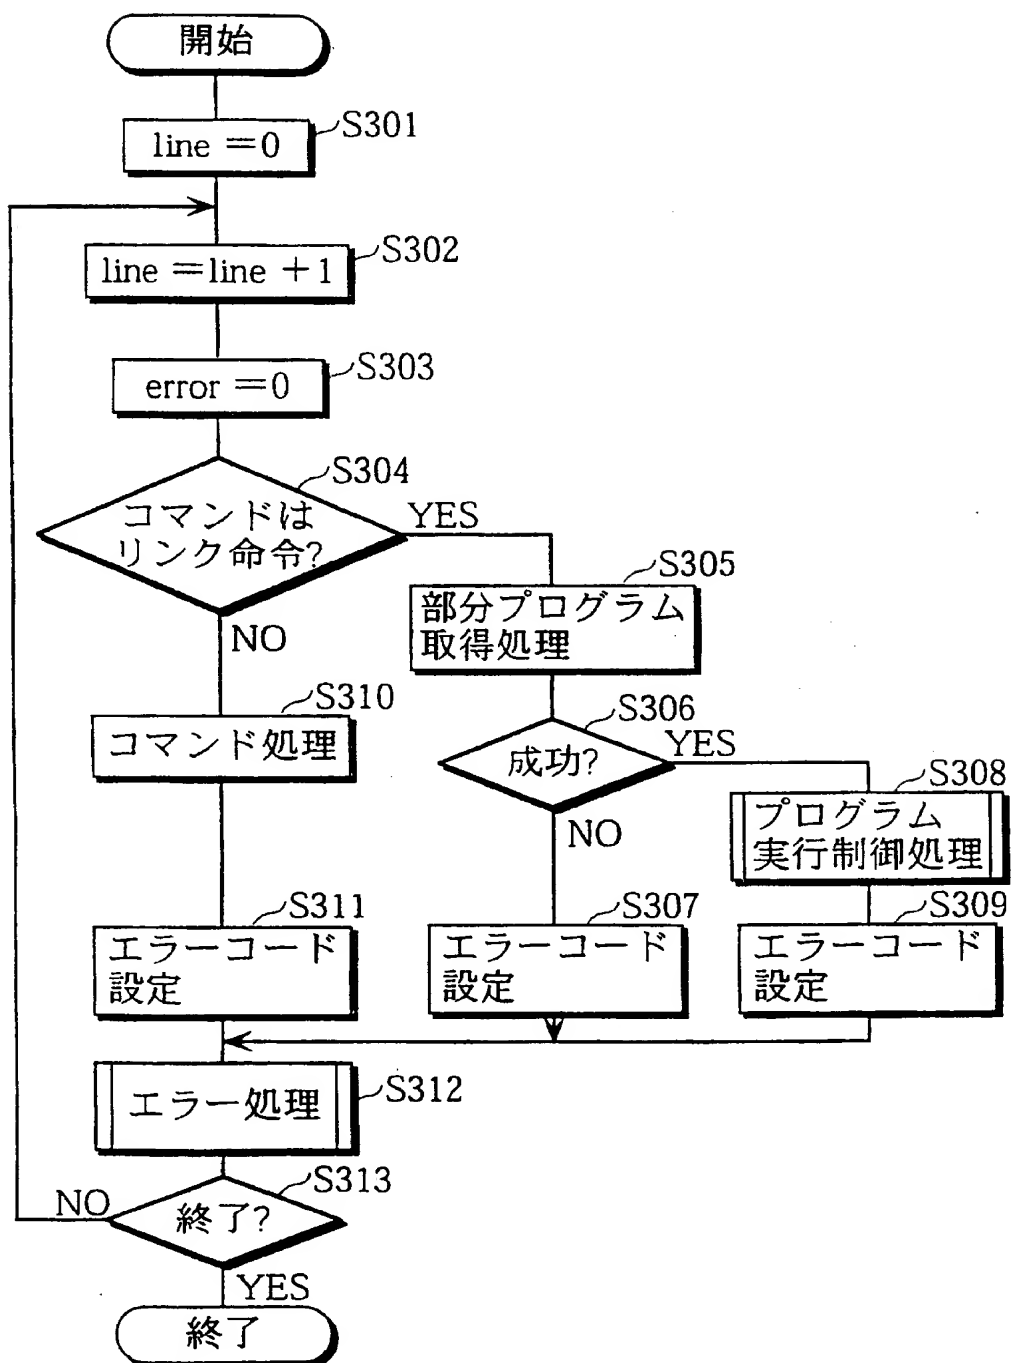 開始
line =0
S301
line =line +1
S302
error =0
S303
S304
コマンドは
リンク命令?
YES
NO
S305
部分プログラム
取得処理
S306
成功?
YES
NO
S308
プログラム
実行制御処理
S310
コマンド処理
S311
エラーコード
設定
S307
エラーコード
設定
S309
エラーコード
設定
エラー処理
S312
S313
終了?
NO
YES
終了